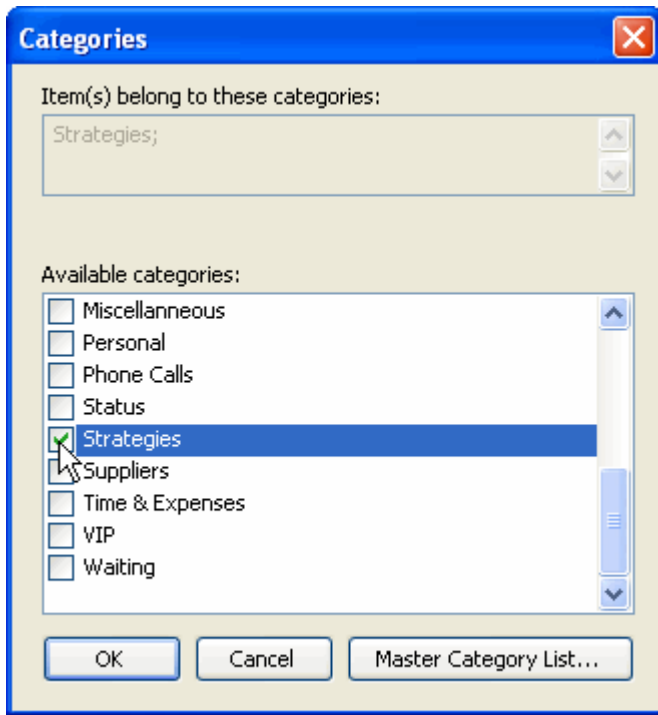 Categories
Item(s) belong to these categories:
Strategies;
Available categories:
Miscellanneous
Personal
Phone Calls
Status
Strategies
Suppliers
Time & Expenses
VIP
Waiting
OK Cancel Master Category List...